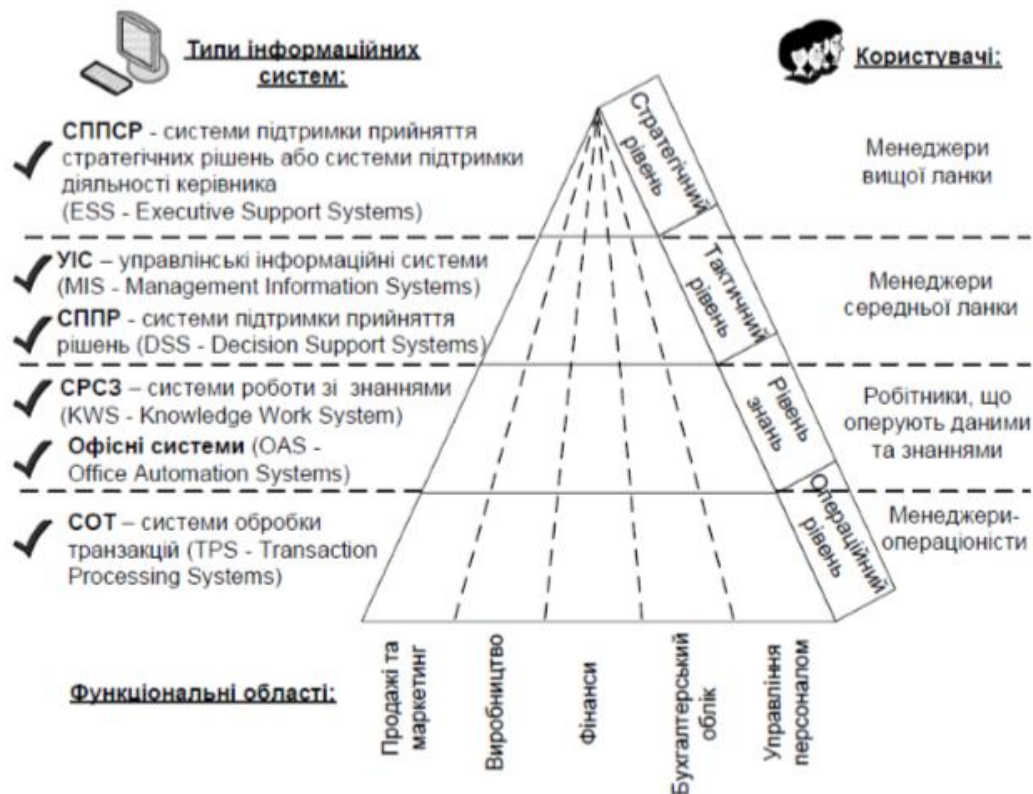 Типи інформаційних
систем:
Користувачі:
СППСР - системи підтримки прийняття
стратегічних рішень або системи підтримки
діяльності керівника
(ESS - Executive Support Systems)
Стратегічний
рівень
Менеджери
вищої ланки
УІС – управлінські інформаційні системи
(MIS - Management Information Systems)
СППР - системи підтримки прийняття
рішень (DSS - Decision Support Systems)
Тактичний
рівень
Менеджери
середньої ланки
СРСЗ – системи роботи зі знаннями
(KWS - Knowledge Work System)
Офісні системи (OAS -
Office Automation Systems)
Рівень
знань
Робітники, що
оперують даними
та знаннями
СОТ – системи обробки
транзакцій (TPS - Transaction
Processing Systems)
Операційний
рівень
Менеджери-
операціоністи
Функціональні області:
Продажі та
маркетинг
Виробництво
Фінанси
Бухгалтерський
облік
Управління
персоналом